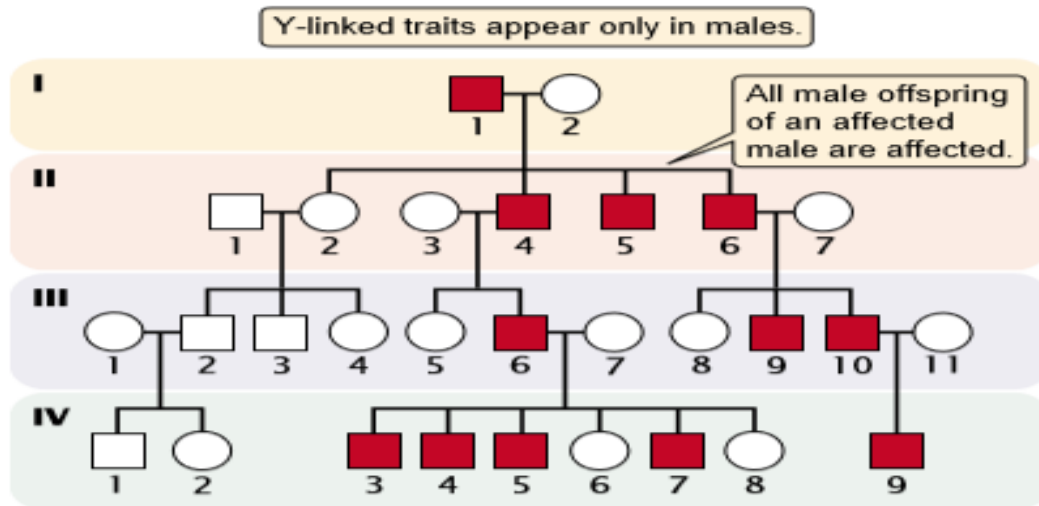 Y-linked traits appear only in males.
I
1 2
All male offspring
of an affected
male are affected.
II
1 2 3 4 5 6 7
III
1 2 3 4 5 6 7 8 9 10 11
IV
1 2 3 4 5 6 7 8 9